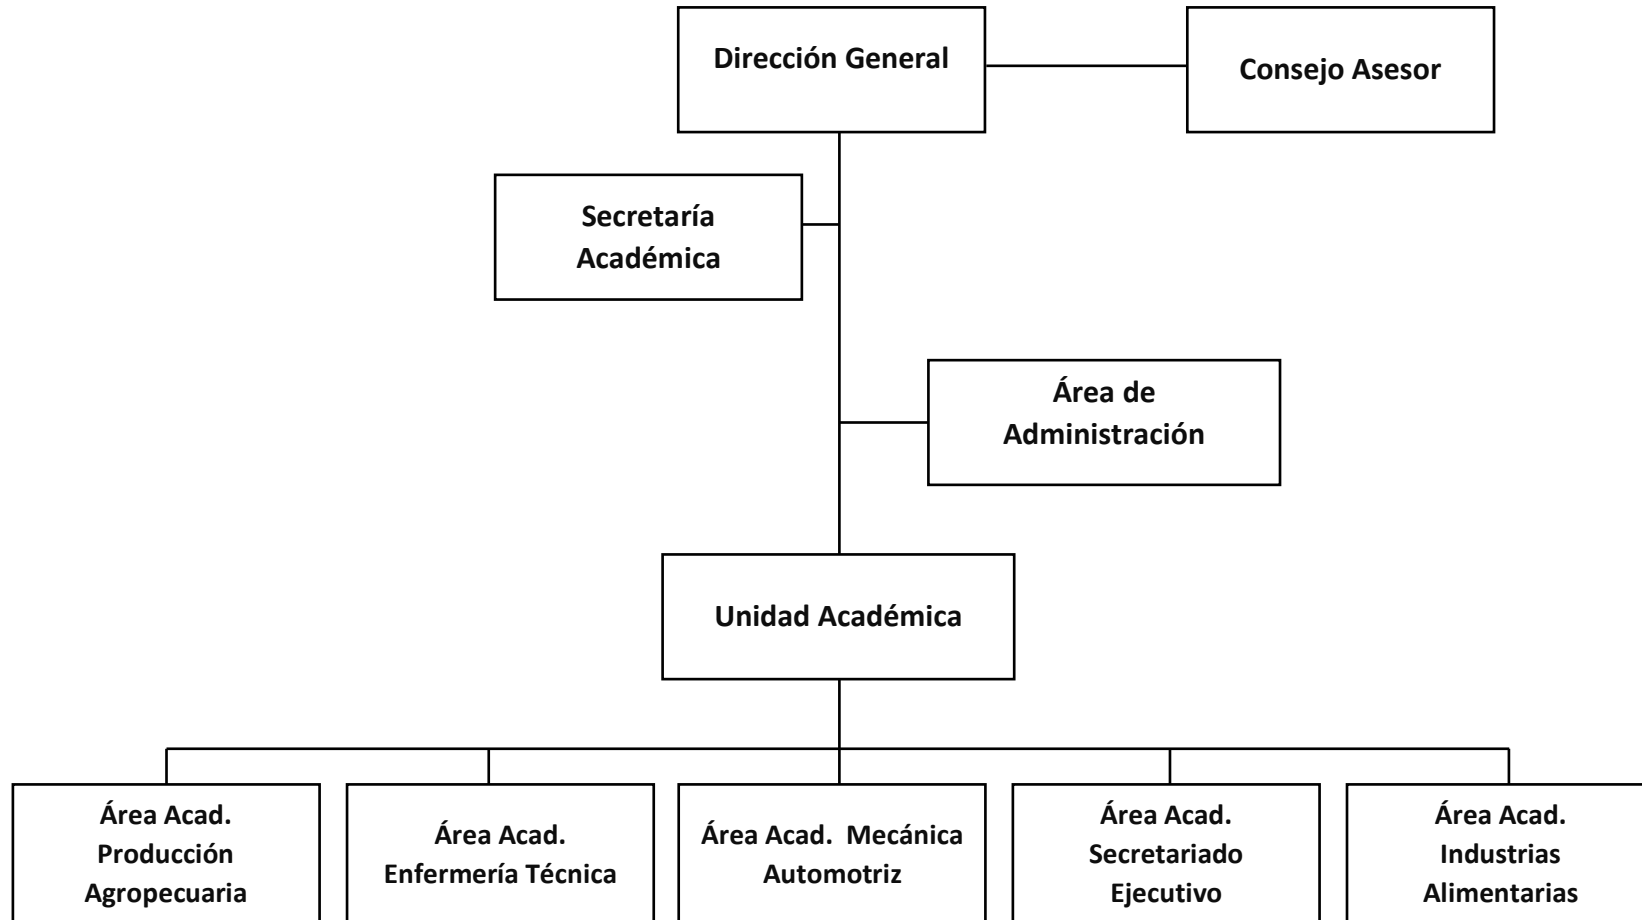 Dirección General
Consejo Asesor
Secretaría
Académica
Área de
Administración
Unidad Académica
Área Acad.
Producción
Agropecuaria
Área Acad.
Enfermería Técnica
Área Acad.  Mecánica
Automotriz
Área Acad.
Secretariado
Ejecutivo
Área Acad.
Industrias
Alimentarias